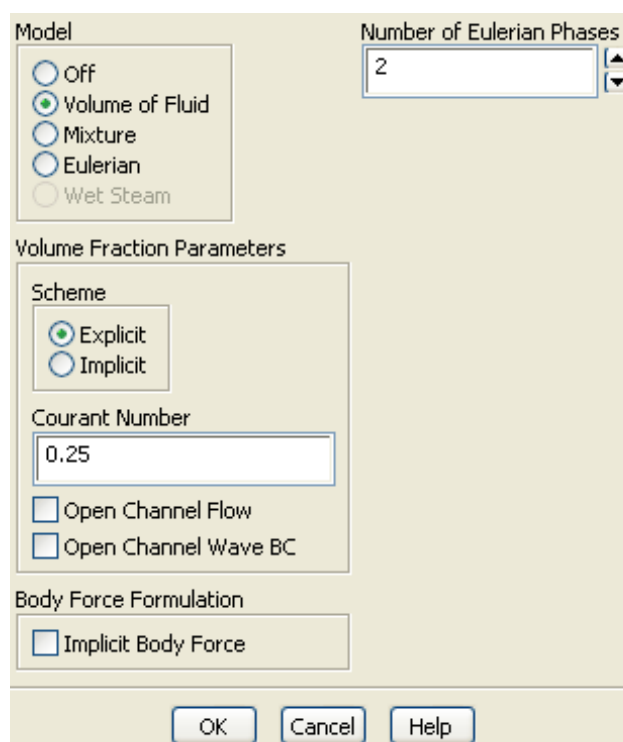 Model
Off
Volume of Fluid
Mixture
Eulerian
Wet Steam
Number of Eulerian Phases
2
Volume Fraction Parameters
Scheme
Explicit
Implicit
Courant Number
0.25
Open Channel Flow
Open Channel Wave BC
Body Force Formulation
Implicit Body Force
OK Cancel Help